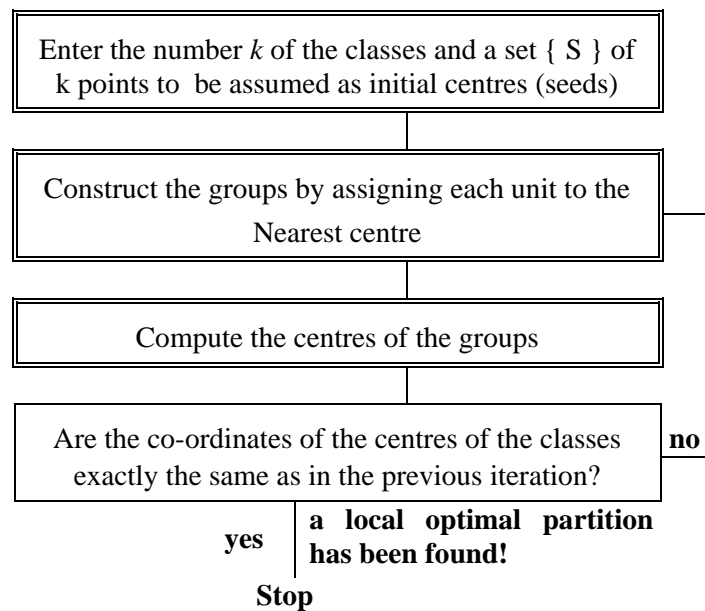 Enter the number k of the classes and a set { S } of
k points to be assumed as initial centres (seeds)
Construct the groups by assigning each unit to the
Nearest centre
Compute the centres of the groups
Are the co-ordinates of the centres of the classes
exactly the same as in the previous iteration?
no
yes
a local optimal partition
has been found!
Stop